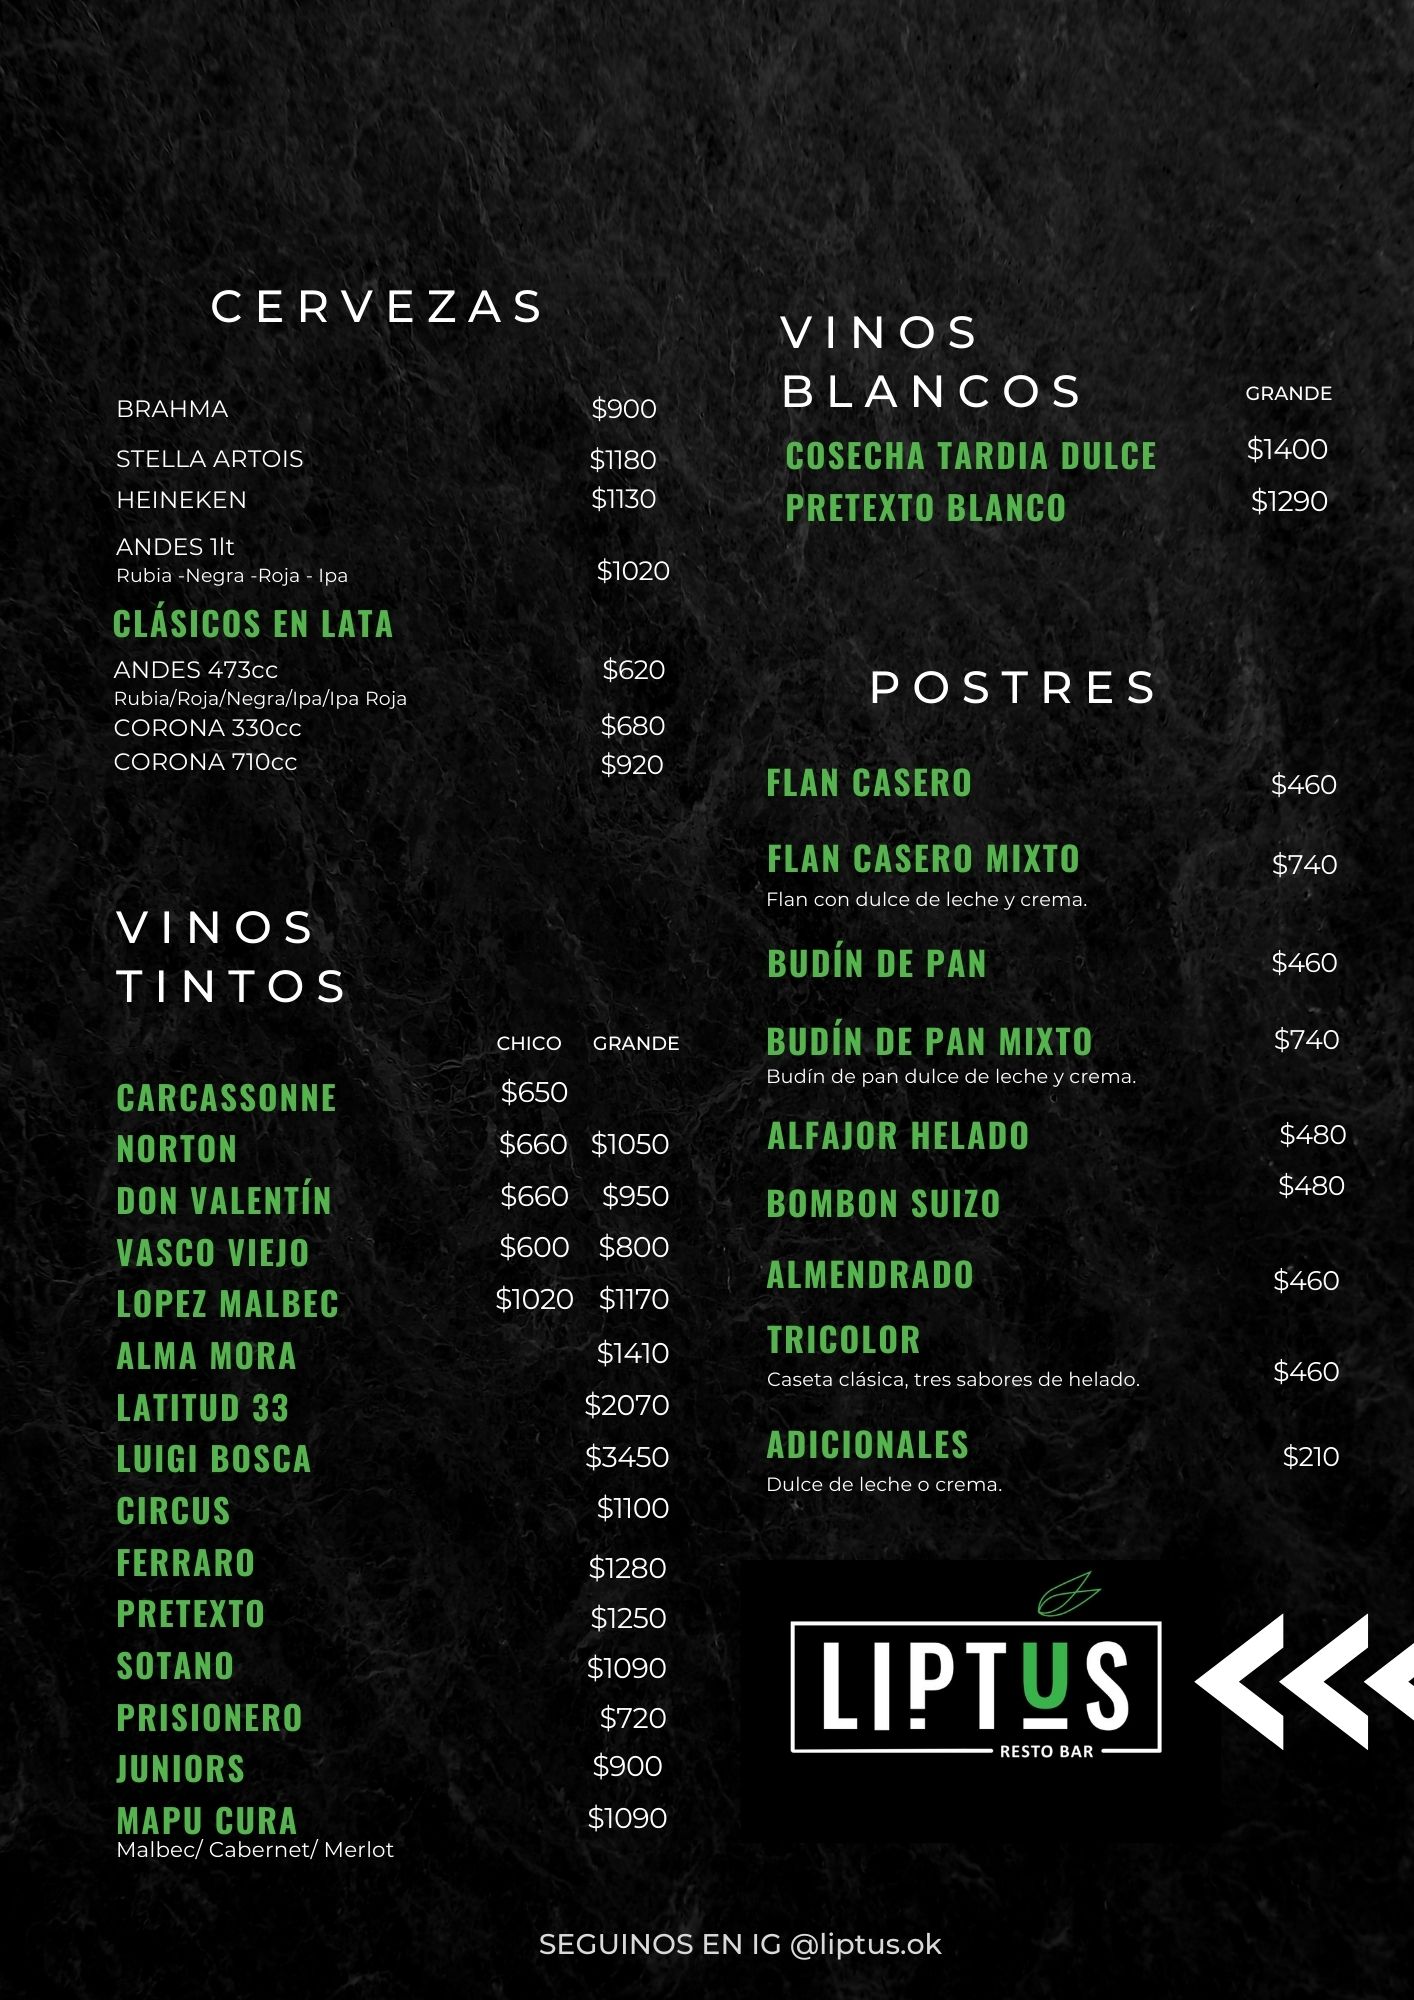 CERVEZAS
BRAHMA $900
STELLA ARTOIS $1180
HEINEKEN $1130
ANDES 1lt
Rubia -Negra -Roja - Ipa $1020
CLÁSICOS EN LATA
ANDES 473cc $620
Rubia/Roja/Negra/Ipa/Ipa Roja
CORONA 330cc $680
CORONA 710cc $920
VINOS
TINTOS
CHICO GRANDE
CARCASSONNE $650
NORTON $660 $1050
DON VALENTÍN $660 $950
VASCO VIEJO $600 $800
LOPEZ MALBEC $1020 $1170
ALMA MORA $1410
LATITUD 33 $2070
LUIGI BOSCA $3450
CIRCUS $1100
FERRARO $1280
PRETEXTO $1250
SOTANO $1090
PRISIONERO $720
JUNIORS $900
MAPU CURA $1090
Malbec/ Cabernet/ Merlot
VINOS
BLANCOS GRANDE
COSECHA TARDIA DULCE $1400
PRETEXTO BLANCO $1290
POSTRES
FLAN CASERO $460
FLAN CASERO MIXTO $740
Flan con dulce de leche y crema.
BUDÍN DE PAN $460
BUDÍN DE PAN MIXTO $740
Budín de pan dulce de leche y crema.
ALFAJOR HELADO $480
BOMBON SUIZO $480
ALMENDRADO $460
TRICOLOR
Caseta clásica, tres sabores de helado. $460
ADICIONALES $210
Dulce de leche o crema.
LIPTUS
RESTO BAR
SEGUINOS EN IG @liptus.ok